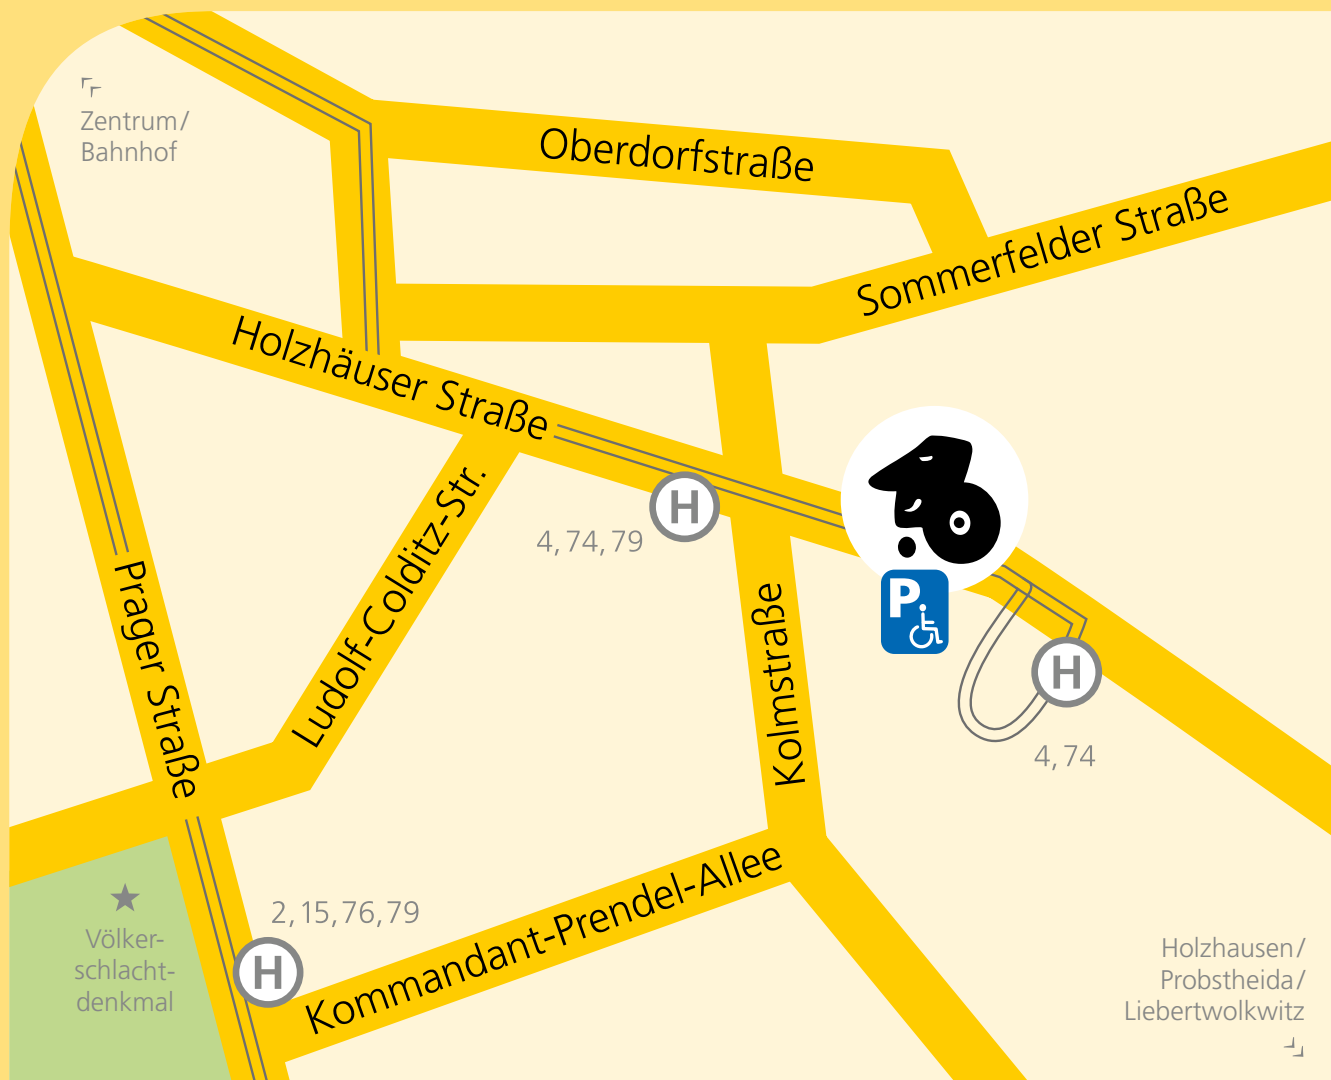 Zentrum/
Bahnhof
Oberdorfstraße
Sommerfelder Straße
Holzhäuser Straße
H
4, 74, 79
Ludolf-Colditz-Str.
Prager Straße
Kolmstraße
P
H
4, 74
2, 15, 76, 79
H
Kommandant-Prendel-Allee
Völker-
schlacht-
denkmal
Holzhausen/
Probstheida/
Liebertwolkwitz